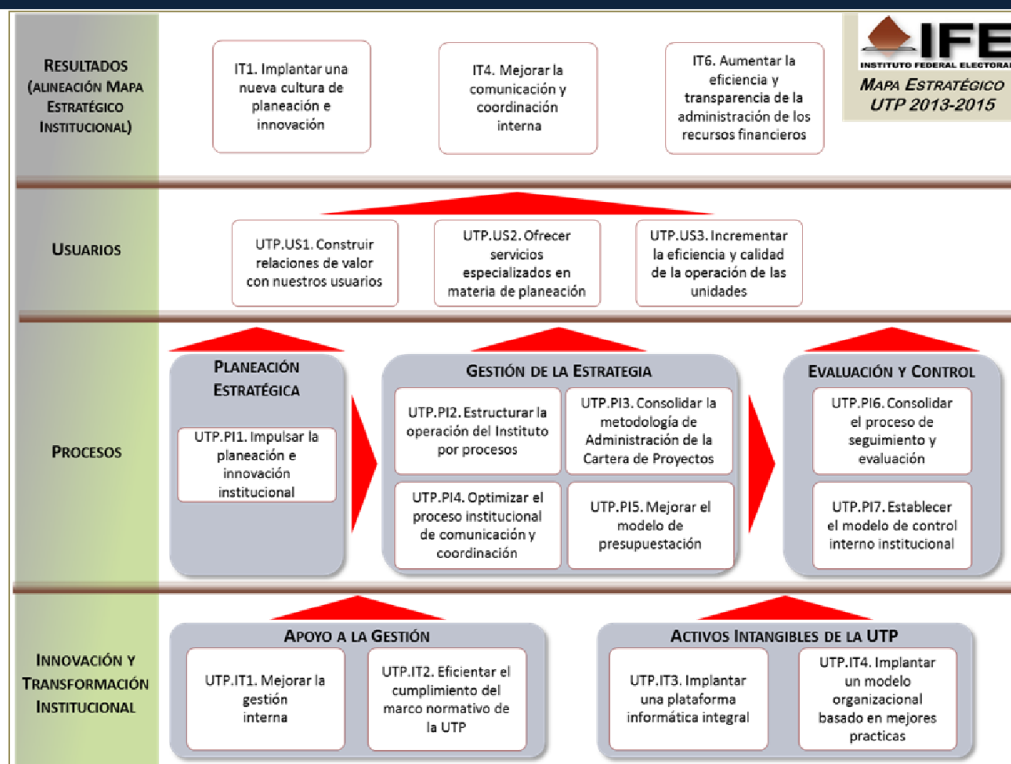 IFE
INSTITUTO FEDERAL ELECTORAL
MAPA ESTRATÉGICO
UTP 2013-2015
RESULTADOS
(ALINEACIÓN MAPA
ESTRATÉGICO
INSTITUCIONAL)
IT1. Implantar una
nueva cultura de
planeación e
innovación
IT4. Mejorar la
comunicación y
coordinación
interna
IT6. Aumentar la
eficiencia y
transparencia de la
administración de los
recursos financieros
USUARIOS
UTP.US1. Construir
relaciones de valor
con nuestros usuarios
UTP.US2. Ofrecer
servicios
especializados en
materia de planeación
UTP.US3. Incrementar
la eficiencia y calidad
de la operación de las
unidades
PROCESOS
PLANEACIÓN
ESTRATÉGICA
UTP.PI1. Impulsar la
planeación e
innovación
institucional
GESTIÓN DE LA ESTRATEGIA
UTP.PI2. Estructurar la
operación del Instituto
por procesos
UTP.PI3. Consolidar la
metodología de
Administración de la
Cartera de Proyectos
UTP.PI4. Optimizar el
proceso institucional
de comunicación y
coordinación
UTP.PI5. Mejorar el
modelo de
presupuestación
EVALUACIÓN Y CONTROL
UTP.PI6. Consolidar
el proceso de
seguimiento y
evaluación
UTP.PI7. Establecer
el modelo de control
interno institucional
INNOVACIÓN Y
TRANSFORMACIÓN
INSTITUCIONAL
APOYO A LA GESTIÓN
UTP.IT1. Mejorar la
gestión
interna
UTP.IT2. Eficientar el
cumplimiento del
marco normativo de
la UTP
ACTIVOS INTANGIBLES DE LA UTP
UTP.IT3. Implantar
una plataforma
informática integral
UTP.IT4. Implantar
un modelo
organizacional
basado en mejores
practicas